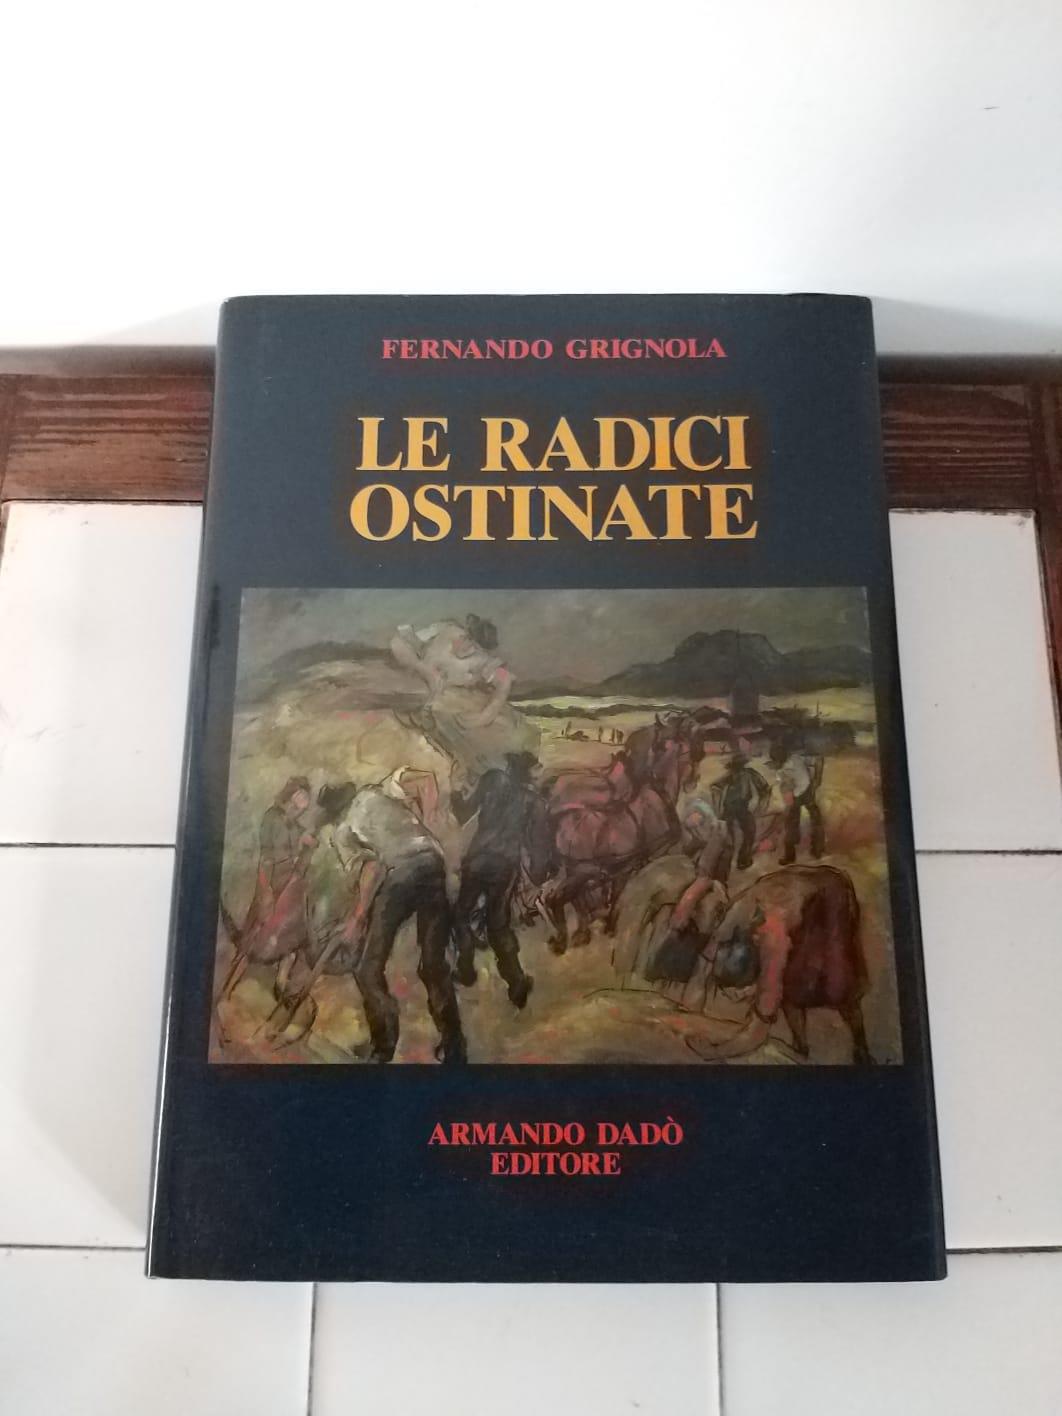 FERNANDO GRIGNOLA
LE RADICI
OSTINATE
ARMANDO DADÒ
EDITORE